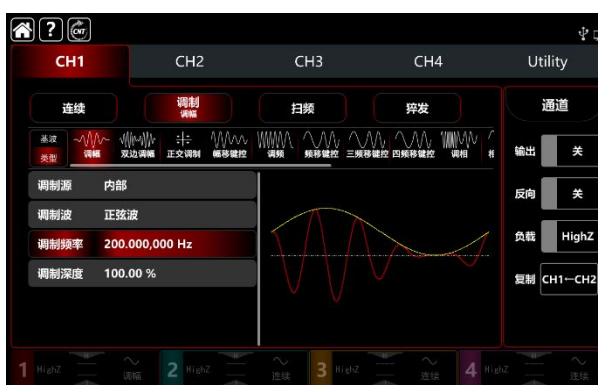 ? CNT
CH1 CH2 CH3 CH4 Utility
连续 调制 调幅 扫频 猝发 通道
基波 类型 调幅 双边调幅 正交调制 幅移键控 调频 频移键控 三频移键控 四频移键控 调相
调制源 内部
调制波 正弦波
调制频率 200.000,000 Hz
调制深度 100.00 %
输出 关
反向 关
负载 HighZ
复制 CH1←CH2
1 HighZ 调幅 2 HighZ 连续 3 HighZ 连续 4 HighZ 连续